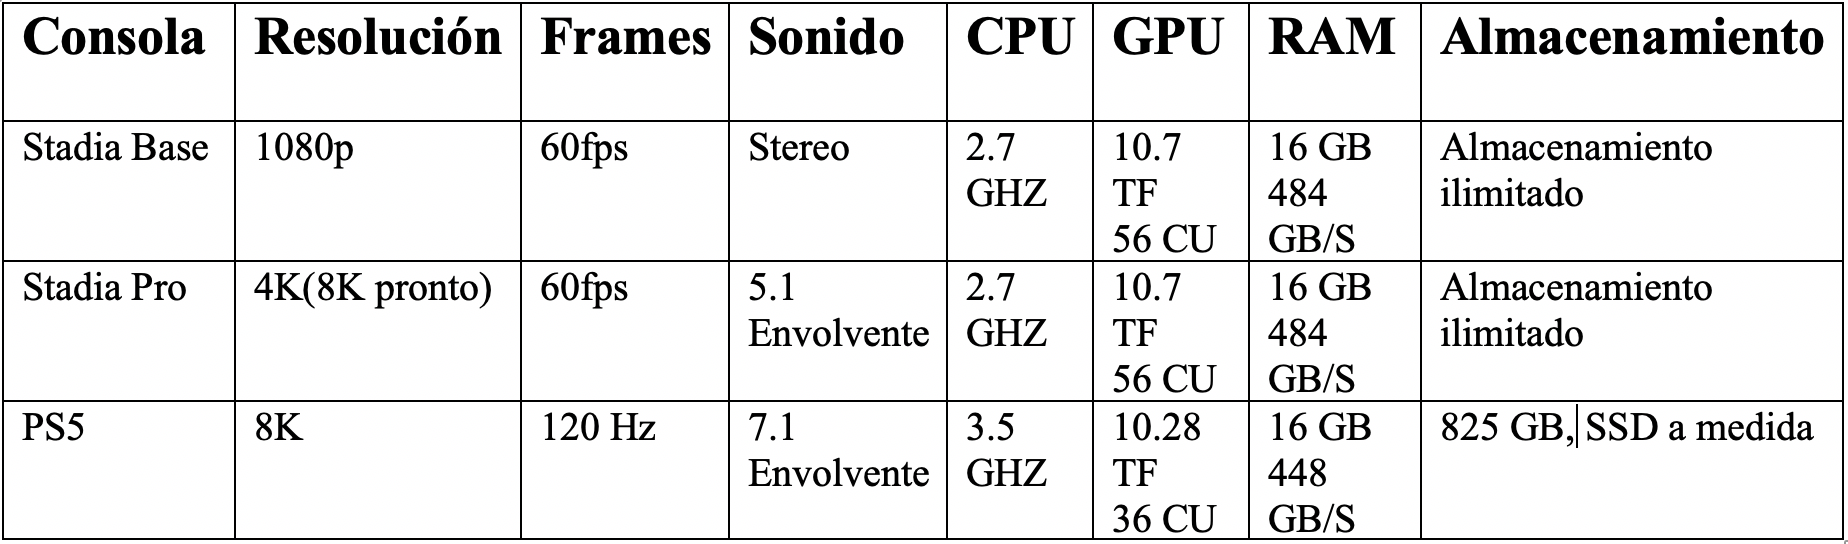 Consola Resolución Frames Sonido CPU GPU RAM Almacenamiento
Stadia Base 1080p 60fps Stereo 2.7 10.7 16 GB Almacenamiento
GHZ TF 484 ilimitado
56 CU GB/S
Stadia Pro 4K(8K pronto) 60fps 5.1 2.7 10.7 16 GB Almacenamiento
Envolvente GHZ TF 484 ilimitado
56 CU GB/S
PS5 8K 120 Hz 7.1 3.5 10.28 16 GB 825 GB, SSD a medida
Envolvente GHZ TF 448
36 CU GB/S